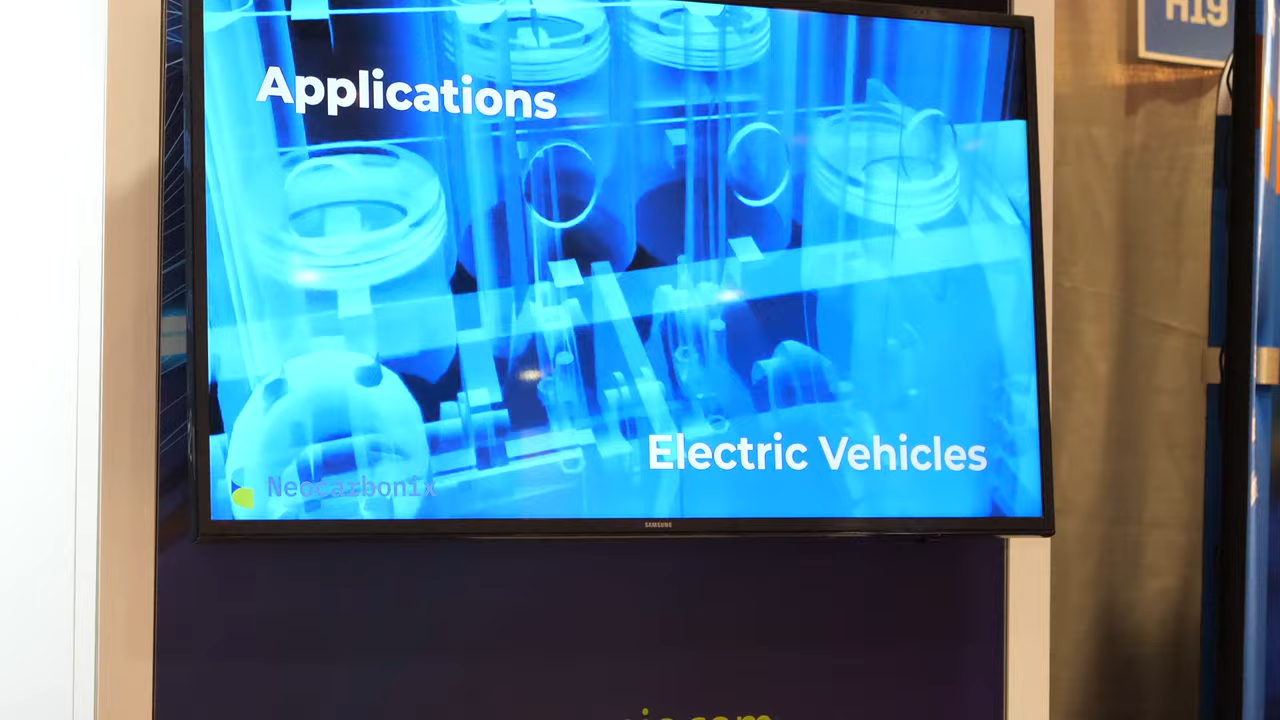 H19
Applications
Electric Vehicles
Neocarbonix
SAMSUNG